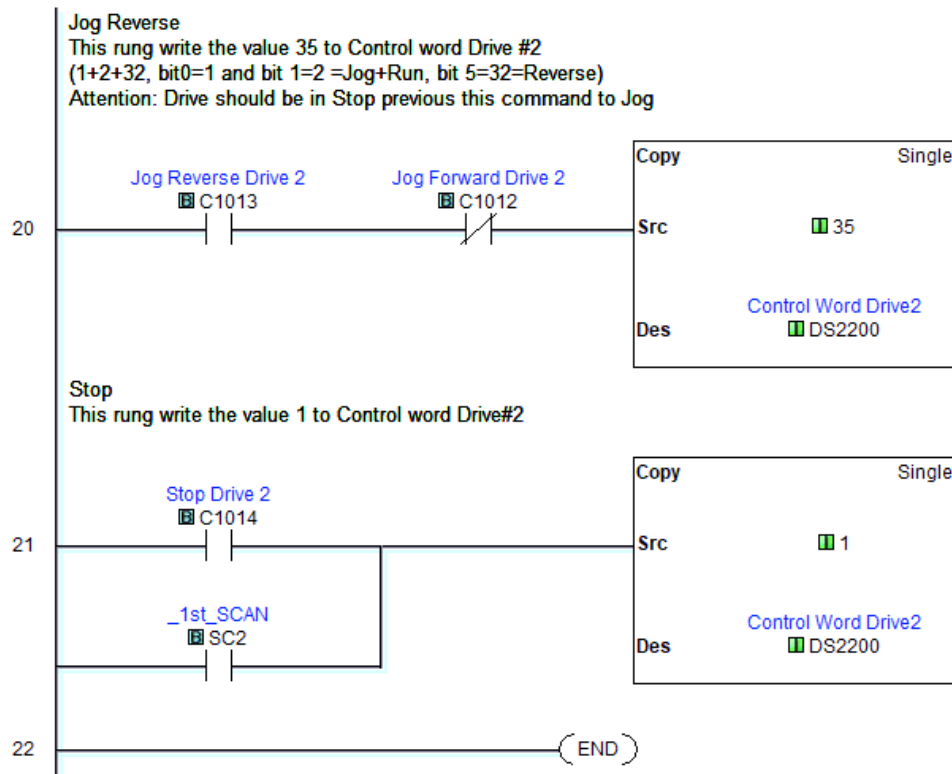 Jog Reverse
This rung write the value 35 to Control word Drive #2
(1+2+32, bit0=1 and bit 1=2 =Jog+Run, bit 5=32=Reverse)
Attention: Drive should be in Stop previous this command to Jog
Copy Single
Jog Reverse Drive 2 Jog Forward Drive 2
B C1013 B C1012
20 Src I 35
Control Word Drive2
Des I DS2200
Stop
This rung write the value 1 to Control word Drive#2
Copy Single
Stop Drive 2
B C1014
21 Src I 1
_1st_SCAN
B SC2
Control Word Drive2
Des I DS2200
22 END